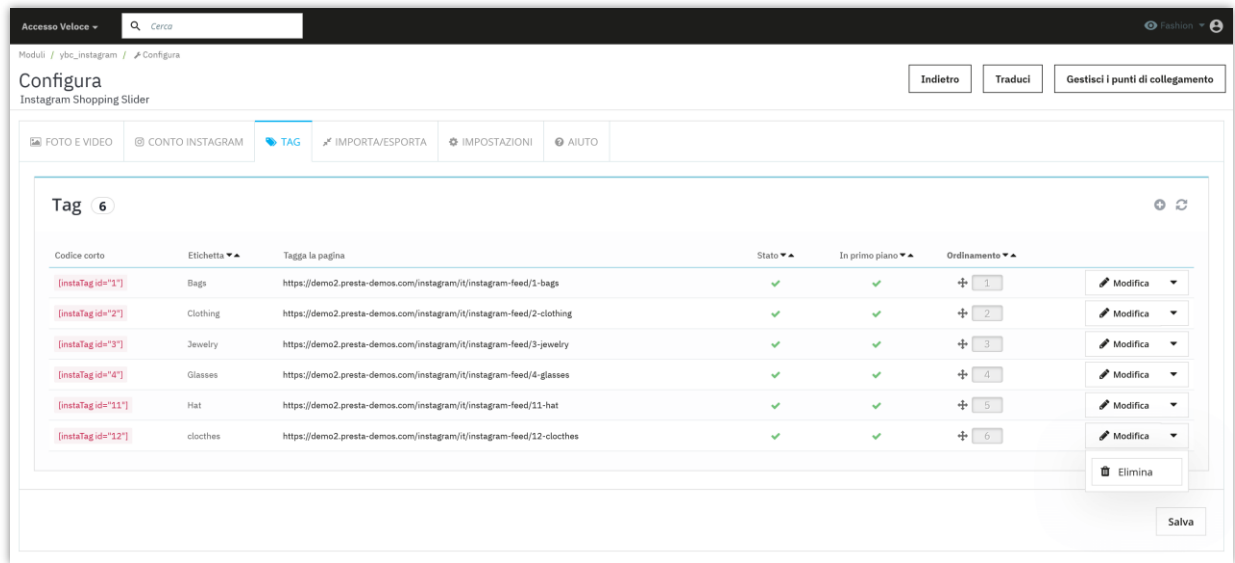 Accesso Veloce Cerca Fashion
Moduli / ybc_instagram / Configura
Configura
Instagram Shopping Slider
Indietro Traduci Gestisci i punti di collegamento
FOTO E VIDEO CONTO INSTAGRAM TAG IMPORTA/ESPORTA IMPOSTAZIONI AIUTO
Tag 6
Codice corto Etichetta Tagga la pagina Stato In primo piano Ordinamento
[instaTag id="1"] Bags https://demo2.presta-demos.com/instagram/it/instagram-feed/1-bags 1 Modifica
[instaTag id="2"] Clothing https://demo2.presta-demos.com/instagram/it/instagram-feed/2-clothing 2 Modifica
[instaTag id="3"] Jewelry https://demo2.presta-demos.com/instagram/it/instagram-feed/3-jewelry 3 Modifica
[instaTag id="4"] Glasses https://demo2.presta-demos.com/instagram/it/instagram-feed/4-glasses 4 Modifica
[instaTag id="11"] Hat https://demo2.presta-demos.com/instagram/it/instagram-feed/11-hat 5 Modifica
[instaTag id="12"] clocthes https://demo2.presta-demos.com/instagram/it/instagram-feed/12-clocthes 6 Modifica
Elimina
Salva